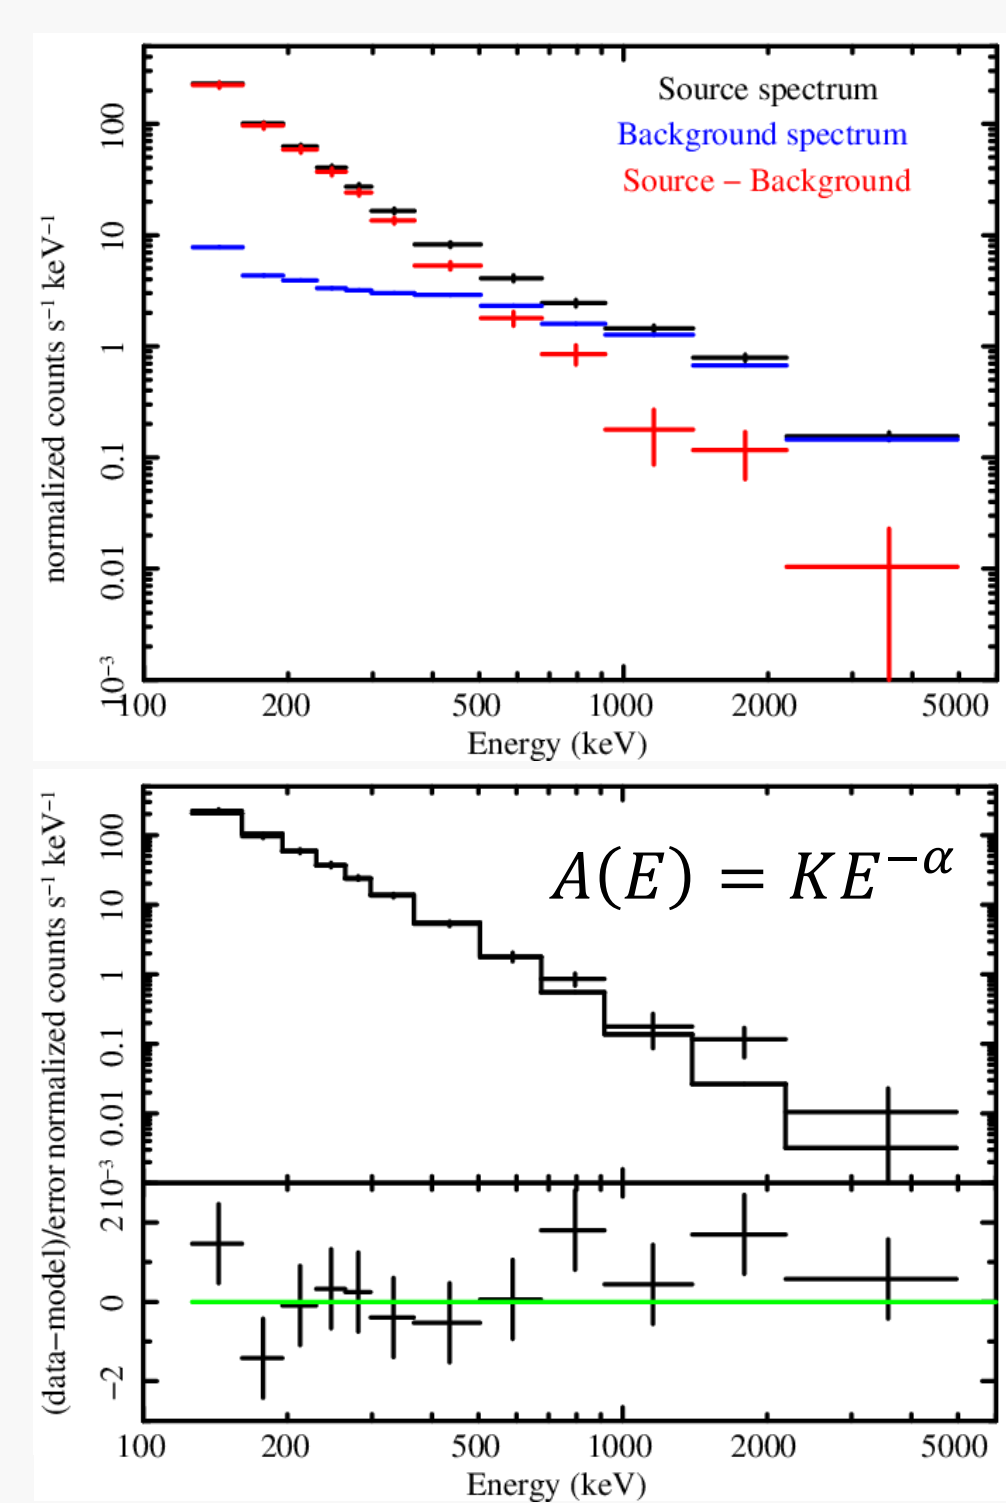 Source spectrum
Background spectrum
Source − Background
normalized counts s⁻¹ keV⁻¹
100
10
1
0.1
0.01
10⁻³
100 200 500 1000 2000 5000
Energy (keV)
A(E) = KE^{−α}
(data−model)/error normalized counts s⁻¹ keV⁻¹
100
10
1
0.1
0.01
10⁻³
2
0
−2
100 200 500 1000 2000 5000
Energy (keV)